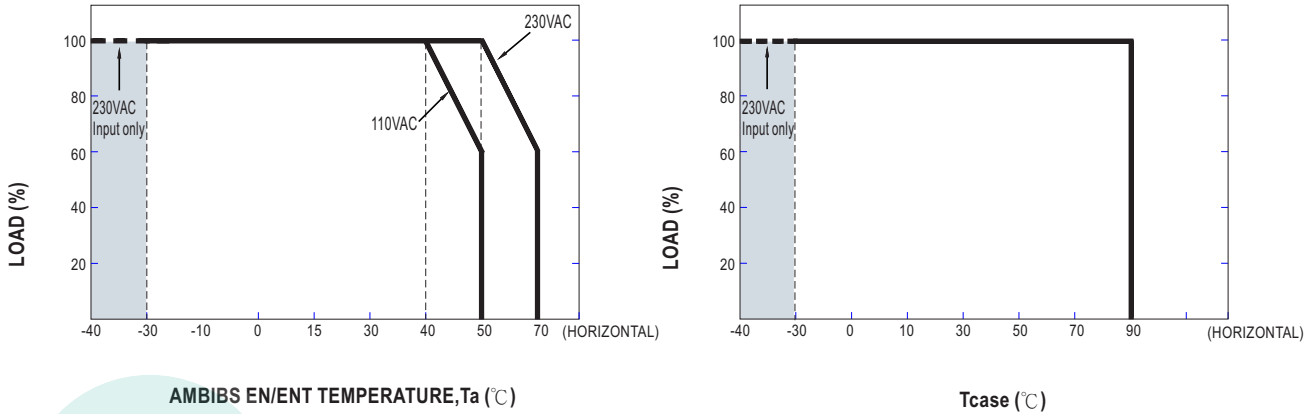 LOAD (%)
100
80
60
40
20
230VAC
Input only
110VAC
230VAC
-40 -30 -10 0 15 30 40 50 70 (HORIZONTAL)
AMBIBS EN/ENT TEMPERATURE,Ta (℃)
LOAD (%)
100
80
60
40
20
230VAC
Input only
-40 -30 0 10 30 50 70 90 (HORIZONTAL)
Tcase (℃)